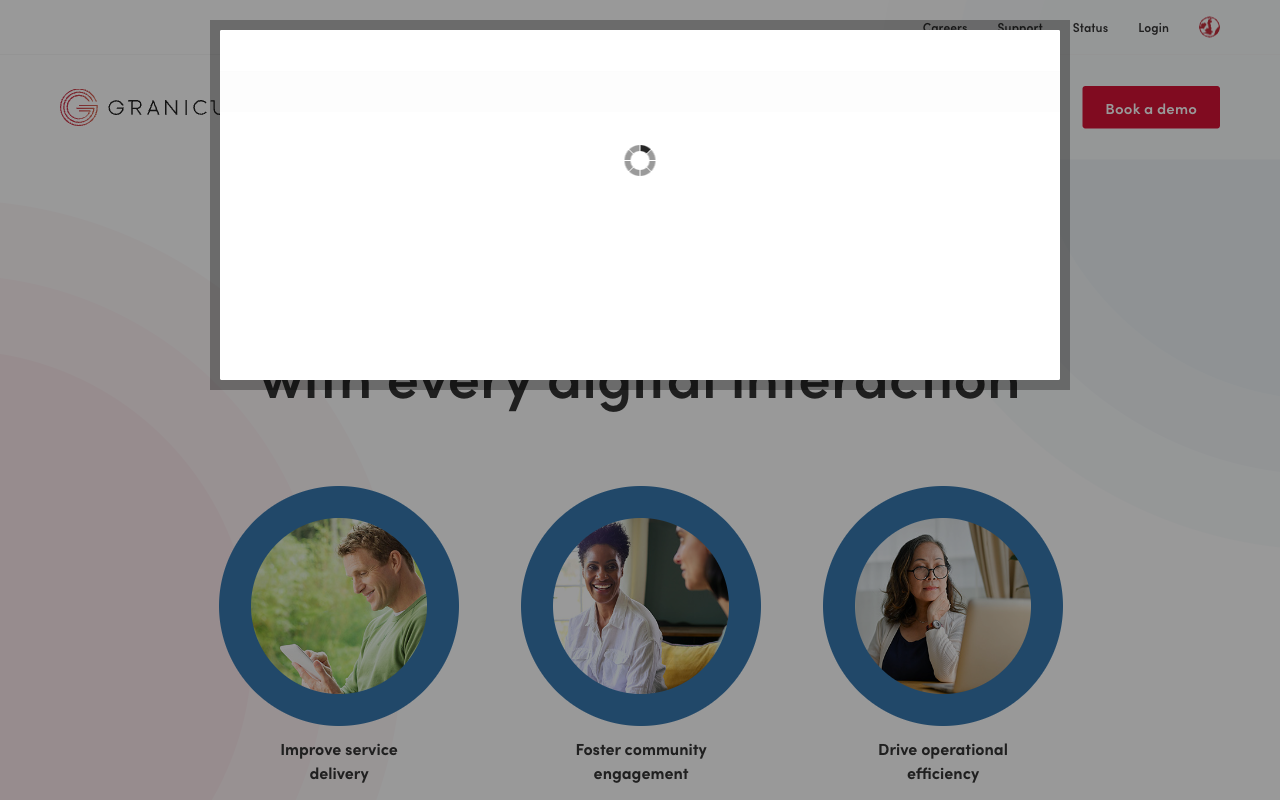 Careers Support Status Login
GRANICU
Book a demo
with every digital interaction
Improve service
delivery
Foster community
engagement
Drive operational
efficiency